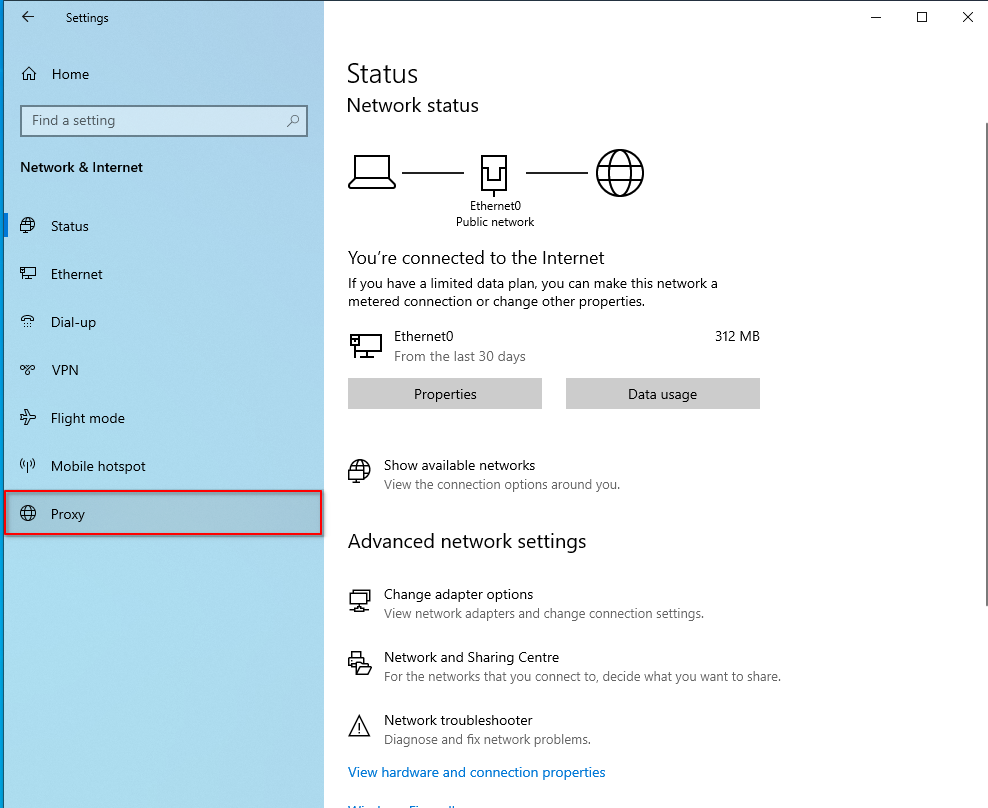 Settings
Home
Find a setting
Network & Internet
Status
Ethernet
Dial-up
VPN
Flight mode
Mobile hotspot
Proxy
Status
Network status
Ethernet0
Public network
You're connected to the Internet
If you have a limited data plan, you can make this network a
metered connection or change other properties.
Ethernet0 312 MB
From the last 30 days
Properties Data usage
Show available networks
View the connection options around you.
Advanced network settings
Change adapter options
View network adapters and change connection settings.
Network and Sharing Centre
For the networks that you connect to, decide what you want to share.
Network troubleshooter
Diagnose and fix network problems.
View hardware and connection properties